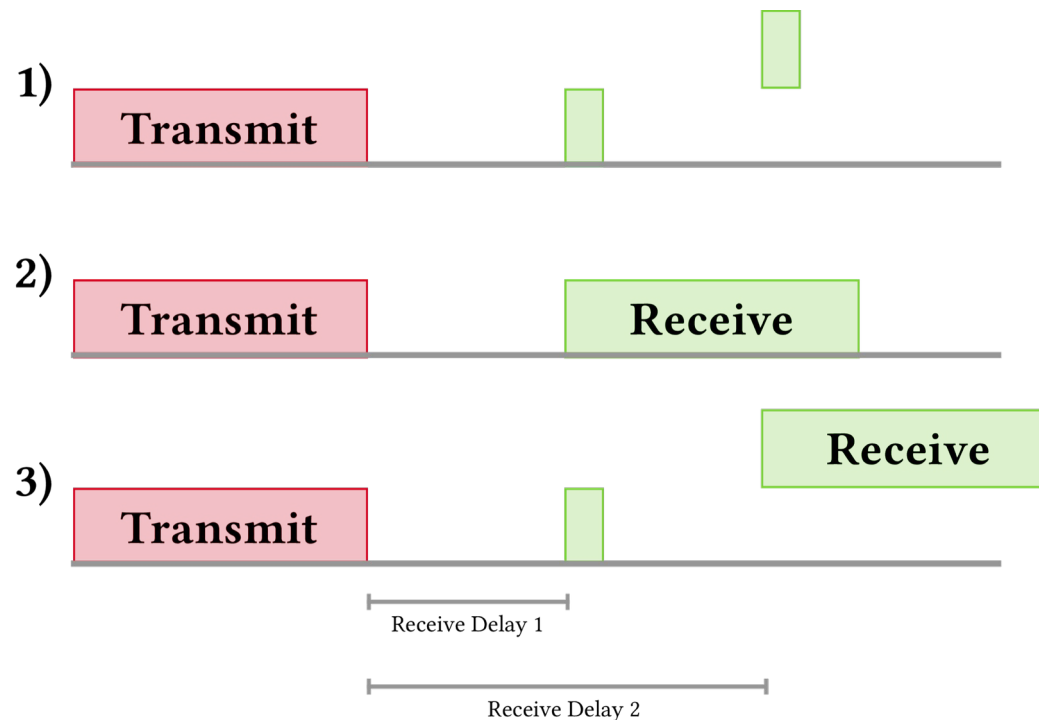 1)
Transmit
2)
Transmit
Receive
Receive
3)
Transmit
Receive Delay 1
Receive Delay 2